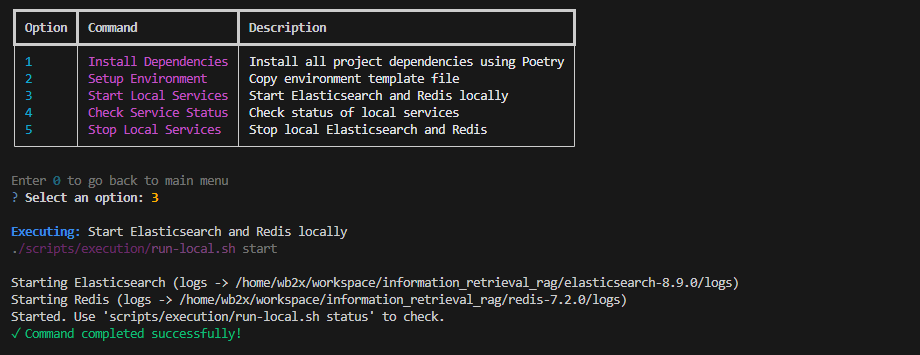 Option Command Description
1 Install Dependencies Install all project dependencies using Poetry
2 Setup Environment Copy environment template file
3 Start Local Services Start Elasticsearch and Redis locally
4 Check Service Status Check status of local services
5 Stop Local Services Stop local Elasticsearch and Redis
Enter 0 to go back to main menu
? Select an option: 3
Executing: Start Elasticsearch and Redis locally
./scripts/execution/run-local.sh start
Starting Elasticsearch (logs -> /home/wb2x/workspace/information_retrieval_rag/elasticsearch-8.9.0/logs)
Starting Redis (logs -> /home/wb2x/workspace/information_retrieval_rag/redis-7.2.0/logs)
Started. Use 'scripts/execution/run-local.sh status' to check.
✓ Command completed successfully!